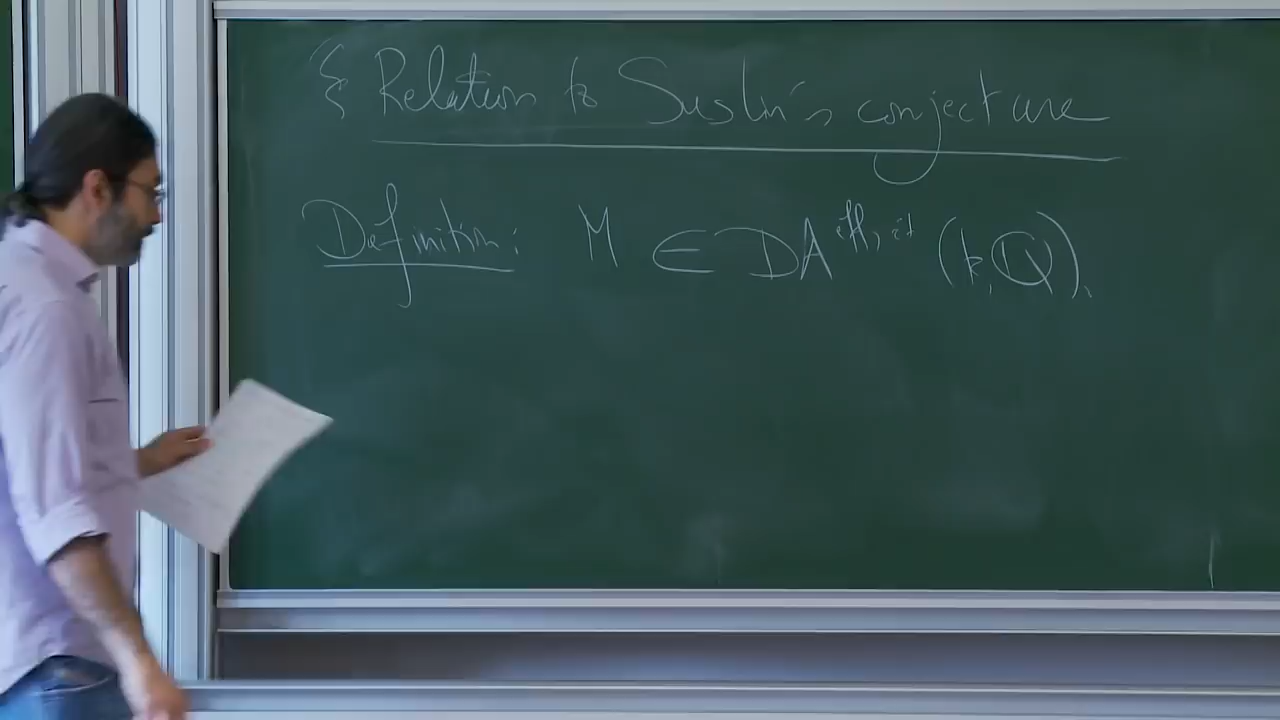 § Relation to Suslin's conjecture
Definition: M ∈ DA^{eff, ét} (k, ℚ).